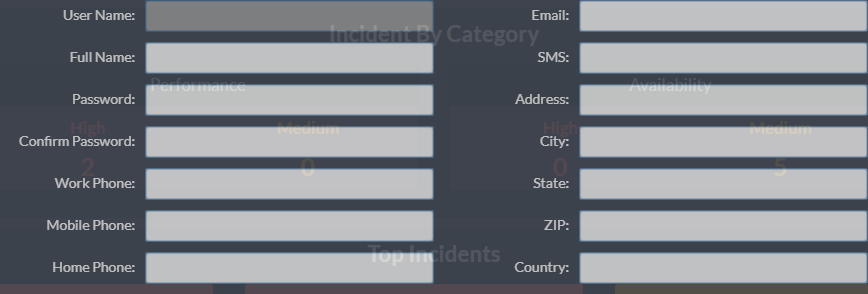 User Name:
Email:
Incident By Category
Full Name:
SMS:
Performance
Availability
Password:
Address:
High
Medium
High
Medium
Confirm Password:
City:
2
0
0
5
Work Phone:
State:
Mobile Phone:
ZIP:
Top Incidents
Home Phone:
Country: